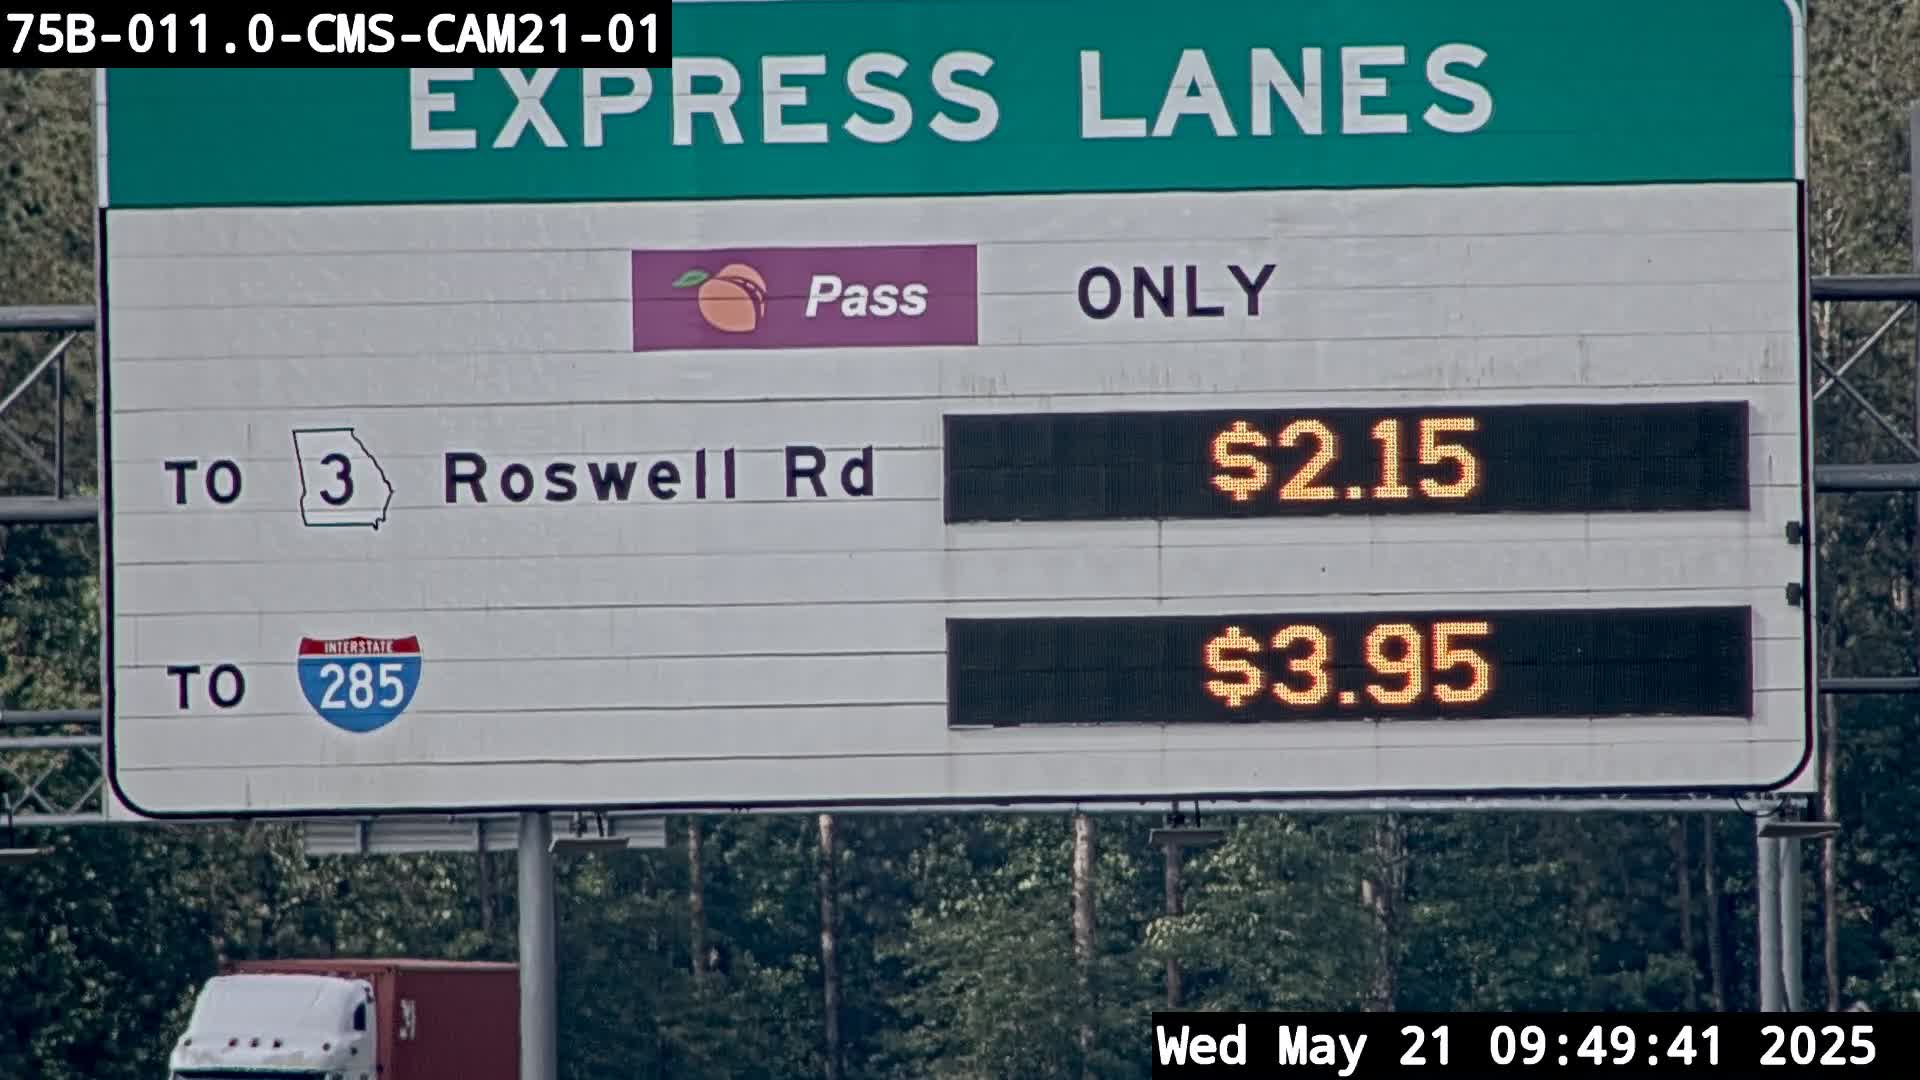 75B-011.0-CMS-CAM21-01
EXPRESS LANES
Pass ONLY
TO 3 Roswell Rd $2.15
TO INTERSTATE 285 $3.95
Wed May 21 09:49:41 2025